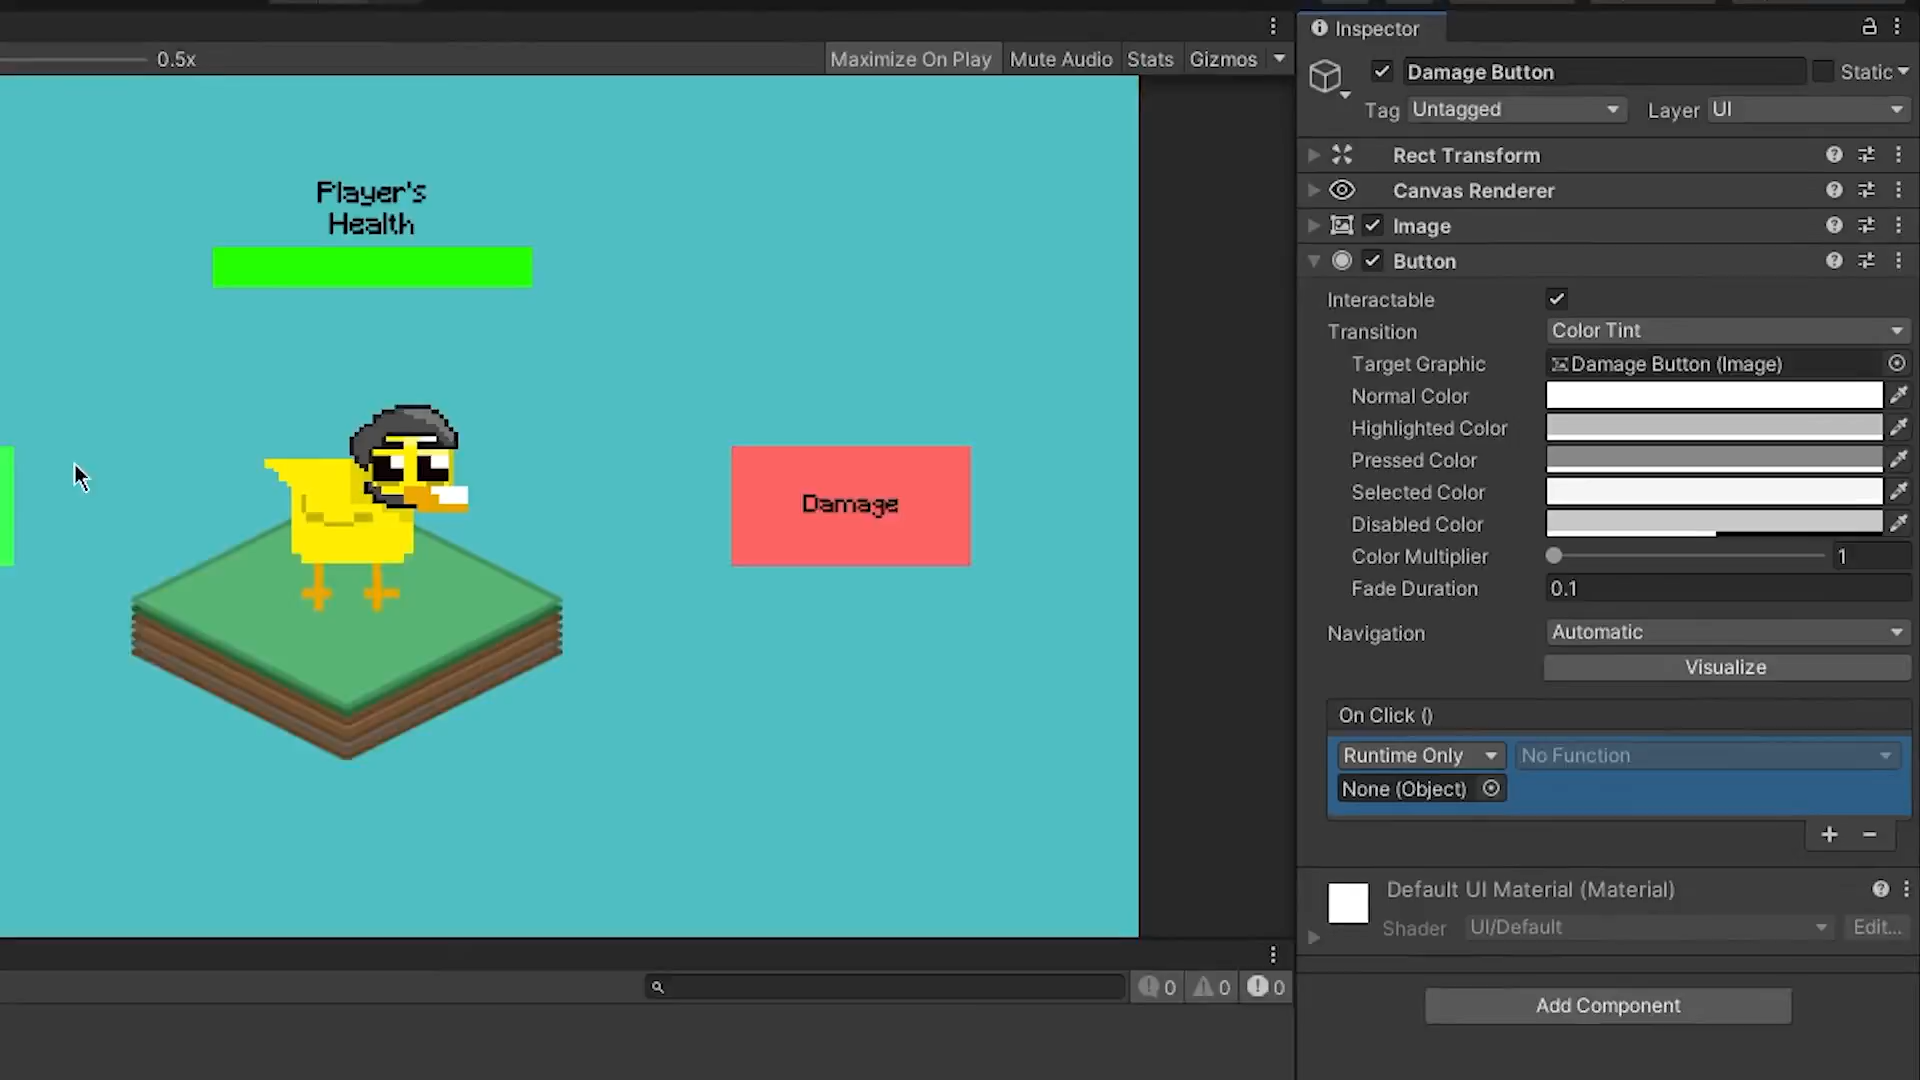 0.5x
Maximize On Play
Mute Audio
Stats
Gizmos
Player's
Health
Damage
0
0
0
Inspector
Damage Button
Static
Tag
Untagged
Layer
UI
Rect Transform
Canvas Renderer
Image
Button
Interactable
Transition
Color Tint
Target Graphic
Damage Button (Image)
Normal Color
Highlighted Color
Pressed Color
Selected Color
Disabled Color
Color Multiplier
1
Fade Duration
0.1
Navigation
Automatic
Visualize
On Click ()
Runtime Only
No Function
None (Object)
Default UI Material (Material)
Shader
UI/Default
Edit...
Add Component